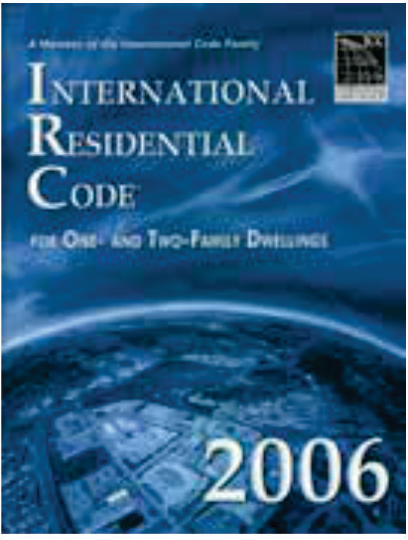 A Member of the International Code Family
INTERNATIONAL
RESIDENTIAL
CODE
FOR ONE- AND TWO-FAMILY DWELLINGS
2006